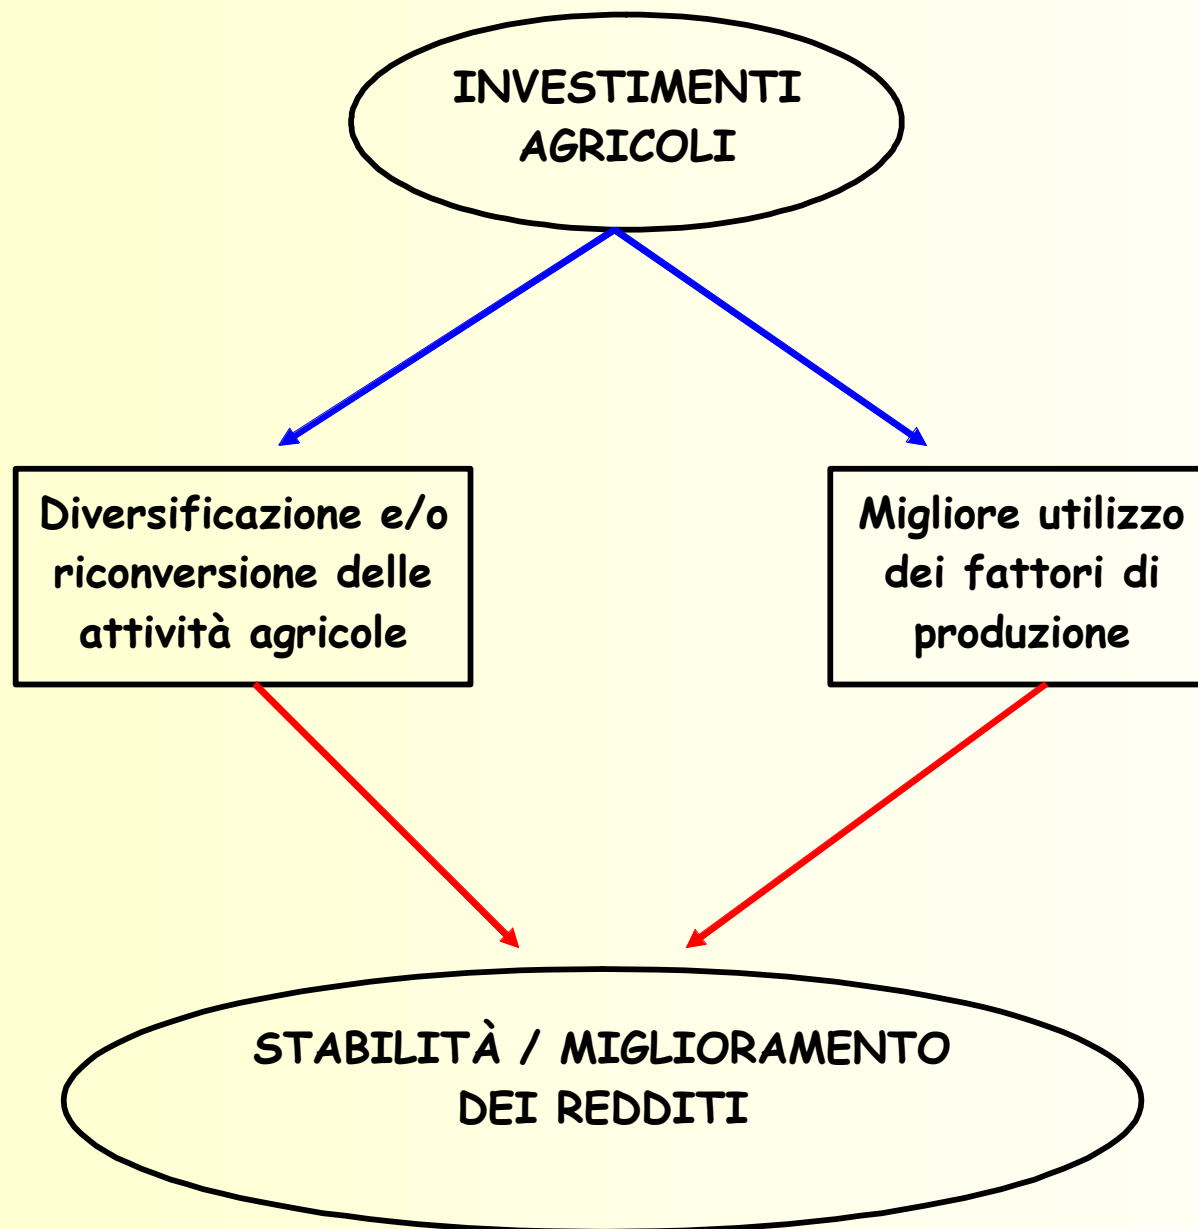 INVESTIMENTI
AGRICOLI
Diversificazione e/o
riconversione delle
attività agricole
Migliore utilizzo
dei fattori di
produzione
STABILITÀ / MIGLIORAMENTO
DEI REDDITI